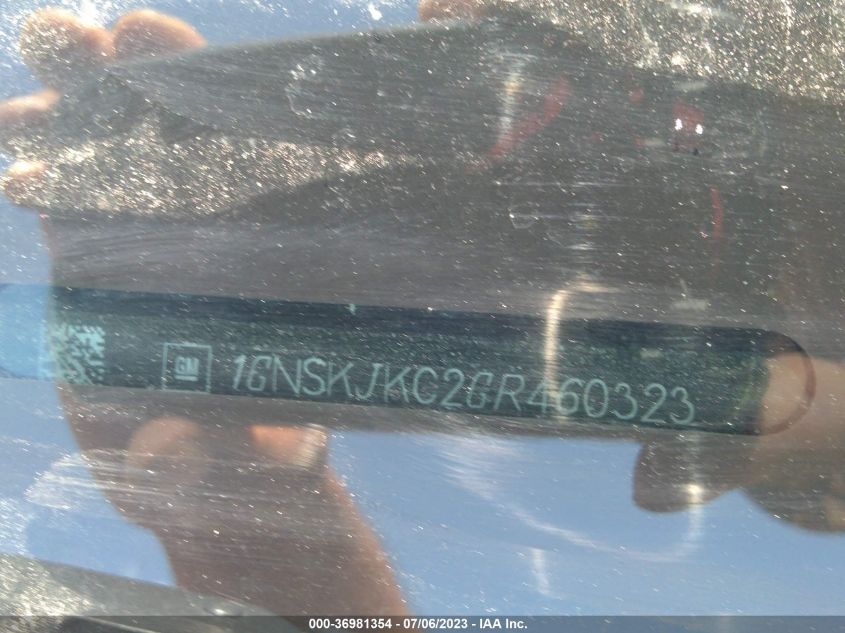 GM 1GNSKJKC2GR460323
000-36981354 - 07/06/2023 - IAA Inc.